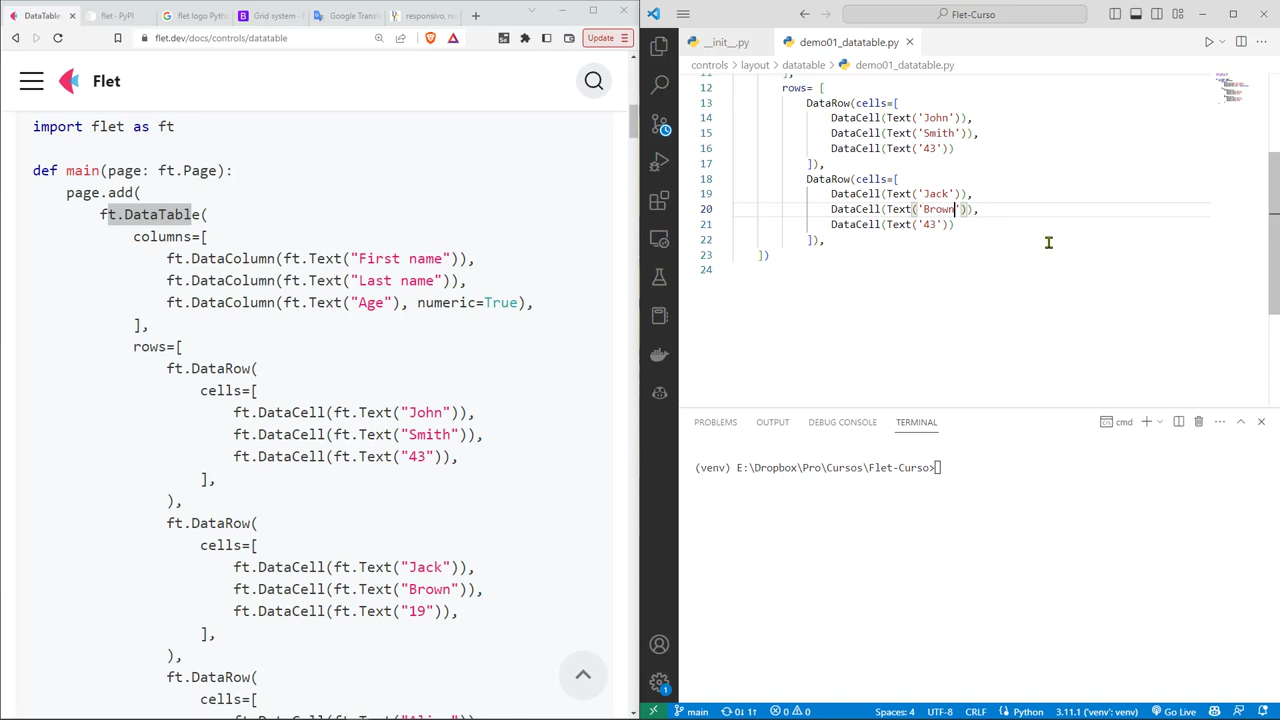 DataTable
flet - PyPI
flet logo Python
Grid system ·
Google Trans
responsivo, ne
flet.dev/docs/controls/datatable
Update
Flet
import flet as ft
def main(page: ft.Page):
page.add(
ft.DataTable(
columns=[
ft.DataColumn(ft.Text("First name")),
ft.DataColumn(ft.Text("Last name")),
ft.DataColumn(ft.Text("Age"), numeric=True),
],
rows=[
ft.DataRow(
cells=[
ft.DataCell(ft.Text("John")),
ft.DataCell(ft.Text("Smith")),
ft.DataCell(ft.Text("43")),
],
),
ft.DataRow(
cells=[
ft.DataCell(ft.Text("Jack")),
ft.DataCell(ft.Text("Brown")),
ft.DataCell(ft.Text("19")),
],
),
ft.DataRow(
cells=[
Flet-Curso
__init__.py
demo01_datatable.py
controls > layout > datatable > demo01_datatable.py
12 rows= [
13 DataRow(cells=[
14 DataCell(Text('John')),
15 DataCell(Text('Smith')),
16 DataCell(Text('43'))
17 ]),
18 DataRow(cells=[
19 DataCell(Text('Jack')),
20 DataCell(Text('Brown')),
21 DataCell(Text('43'))
22 ]),
23 ])
24
PROBLEMS OUTPUT DEBUG CONSOLE TERMINAL
cmd
(venv) E:\Dropbox\Pro\Cursos\Flet-Curso>
1
main 0↓ 1↑ 0 0 Spaces: 4 UTF-8 CRLF Python 3.11.1 ('venv': venv) Go Live